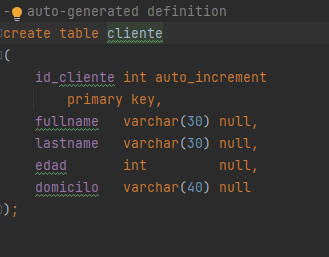 -- auto-generated definition
create table cliente
(
id_cliente int auto_increment
primary key,
fullname varchar(30) null,
lastname varchar(30) null,
edad int null,
domicilo varchar(40) null
);